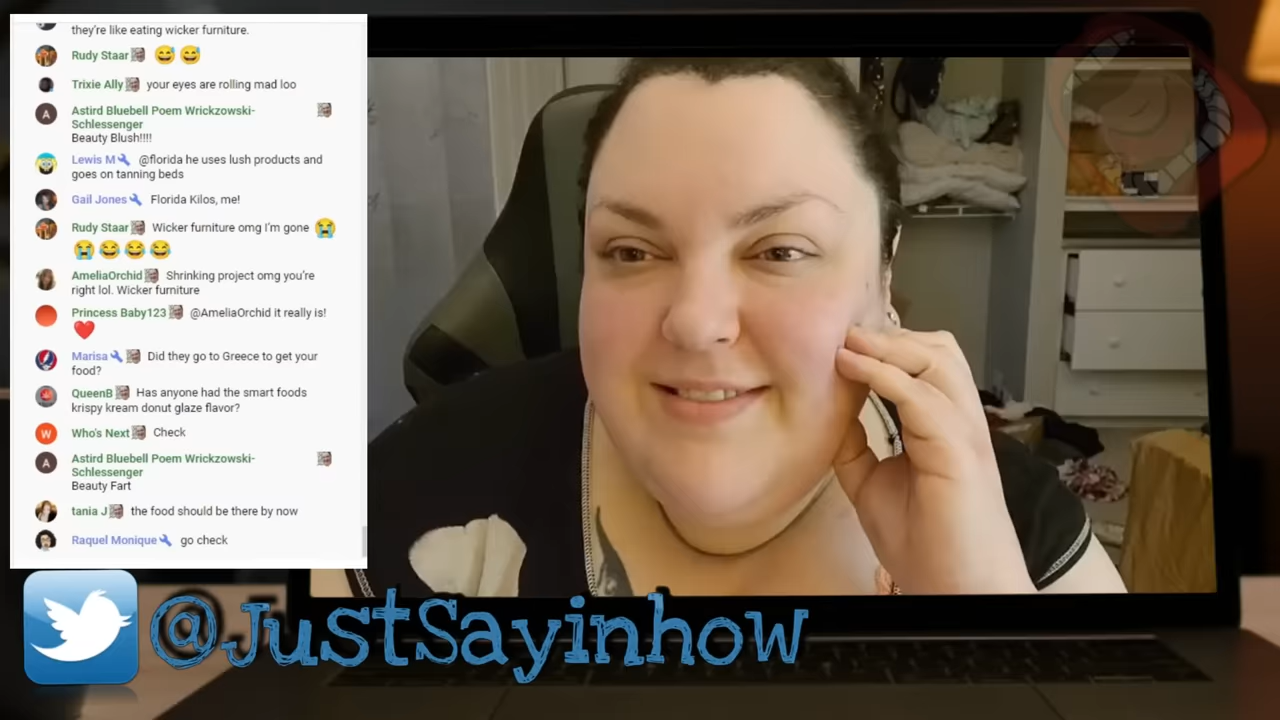 they're like eating wicker furniture.
Rudy Staar 😅 😅
Trixie Ally your eyes are rolling mad loo
Astird Bluebell Poem Wrickzowski-
Schlessenger
Beauty Blush!!!!
Lewis M @florida he uses lush products and
goes on tanning beds
Gail Jones Florida Kilos, me!
Rudy Staar Wicker furniture omg I'm gone 😭
😭 😂 😂 😂
AmeliaOrchid Shrinking project omg you're
right lol. Wicker furniture
Princess Baby123 @AmeliaOrchid it really is!
❤️
Marisa Did they go to Greece to get your
food?
QueenB Has anyone had the smart foods
krispy kream donut glaze flavor?
W Who's Next Check
A Astird Bluebell Poem Wrickzowski-
Schlessenger
Beauty Fart
tania J the food should be there by now
Raquel Monique go check
@JustSayinhow